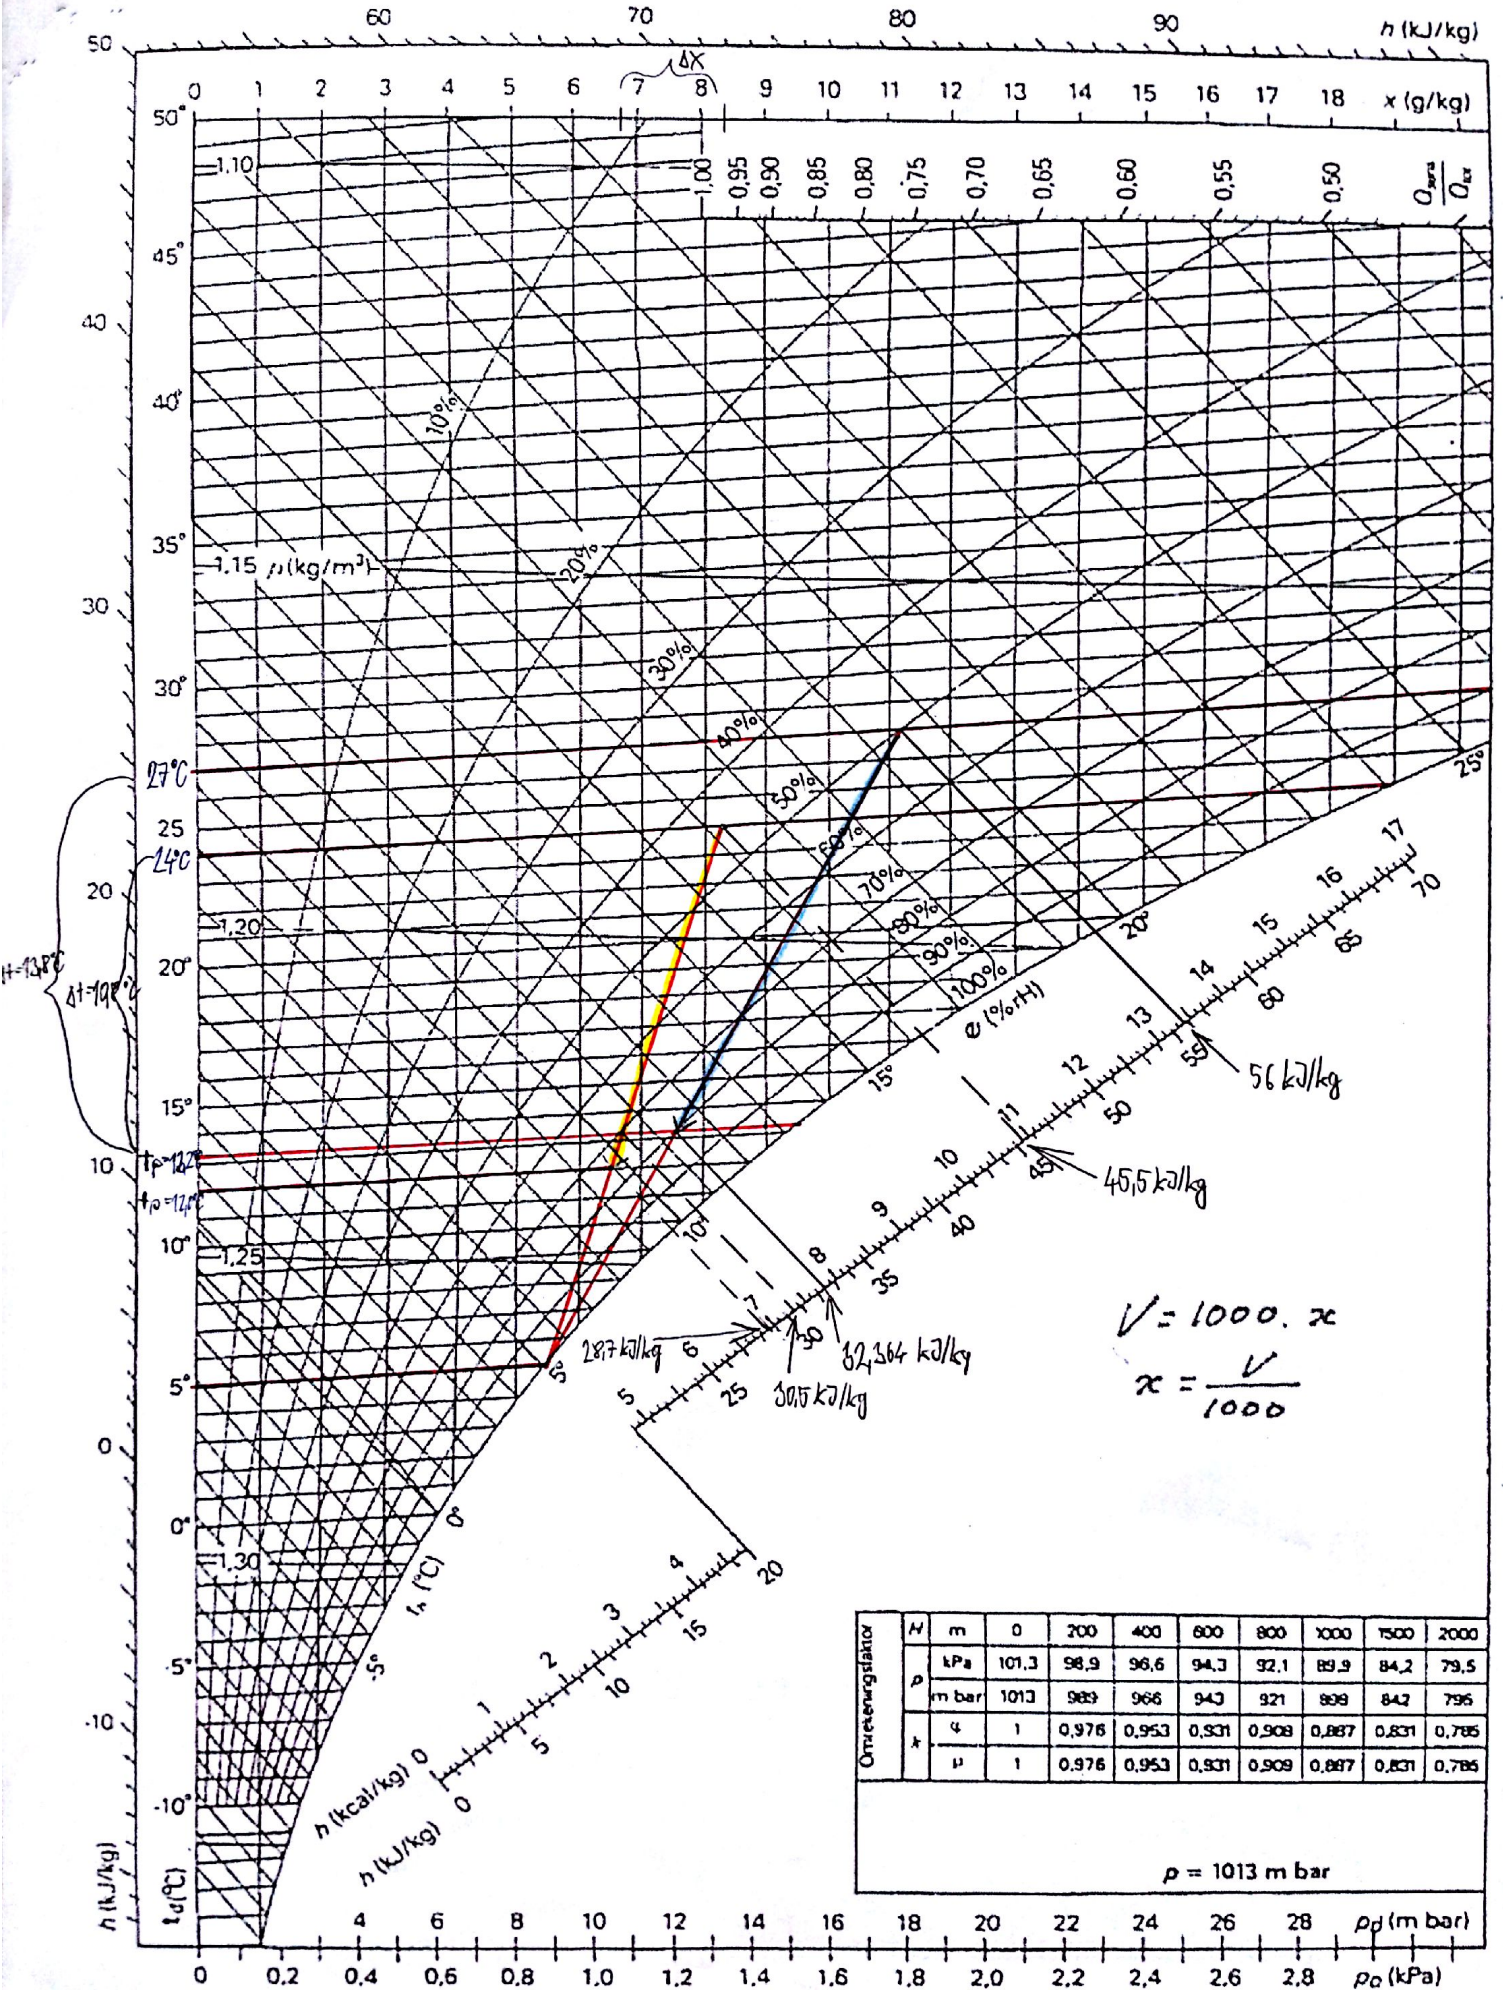 60 70 80 90 h (kJ/kg)
50
Δx
0 1 2 3 4 5 6 7 8 9 10 11 12 13 14 15 16 17 18 x (g/kg)
50°
1,10
1,00 0,95 0,90 0,85 0,80 0,75 0,70 0,65 0,60 0,55 0,50
45°
40
40°
10%
35°
1,15 ρ (kg/m³)
20%
30
30°
30%
40%
27°C
50%
25°
25
60%
24°C
70%
17
20
16
70
80%
15
1,20
90%
20°
65
20°
100%
14
φ (% rH)
60
13
55
15°
12
56 kJ/kg
50
15°
11
10
10
45
45,5 kJ/kg
9
40
10°
10°
1,25
8
35
7
V = 1000 . x
28,7 kJ/kg
6
30
32,364 kJ/kg
x = V
1000
5°
5°
5
25
30,5 kJ/kg
0
0°
0°
1,30
4
20
tₕ (°C)
3
15
-5°
-5°
2
10
1
5
-10
-10°
h (kcal/kg) 0
h (kJ/kg) 0
Omrekeningsfaktor
H m 0 200 400 600 800 1000 1500 2000
p kPa 101,3 98,9 96,6 94,3 92,1 89,9 84,2 79,5
m bar 1013 989 966 943 921 899 842 795
k φ 1 0,976 0,953 0,931 0,909 0,887 0,831 0,785
ρ 1 0,976 0,953 0,931 0,909 0,887 0,831 0,785
p = 1013 m bar
h (kJ/kg)
t_d (°C)
4 6 8 10 12 14 16 18 20 22 24 26 28 p_d (m bar)
0 0,2 0,4 0,6 0,8 1,0 1,2 1,4 1,6 1,8 2,0 2,2 2,4 2,6 2,8 p_d (kPa)